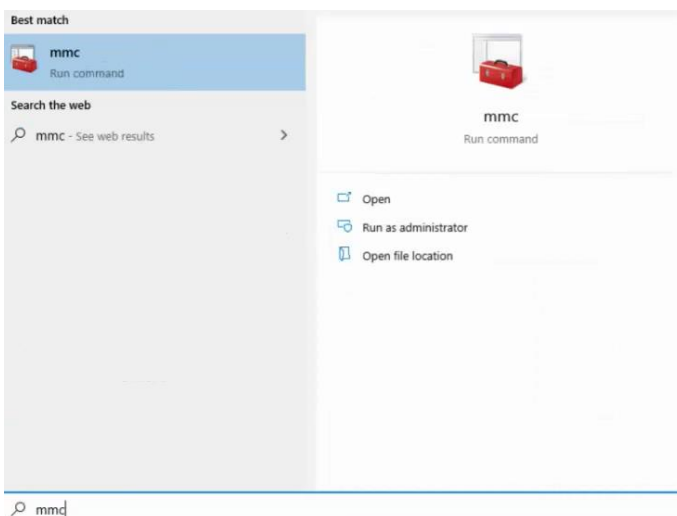 Best match
mmc
Run command
Search the web
mmc - See web results
mmc
Run command
Open
Run as administrator
Open file location
mmc